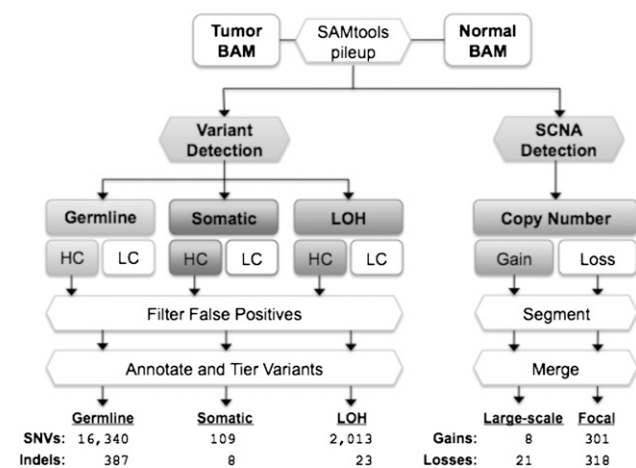 Tumor BAM
SAMtools pileup
Normal BAM
Variant Detection
SCNA Detection
Germline Somatic LOH Copy Number
HC LC HC LC HC LC Gain Loss
Filter False Positives Segment
Annotate and Tier Variants Merge
Germline Somatic LOH Large-scale Focal
SNVs: 16,340 109 2,013 Gains: 8 301
Indels: 387 8 23 Losses: 21 318